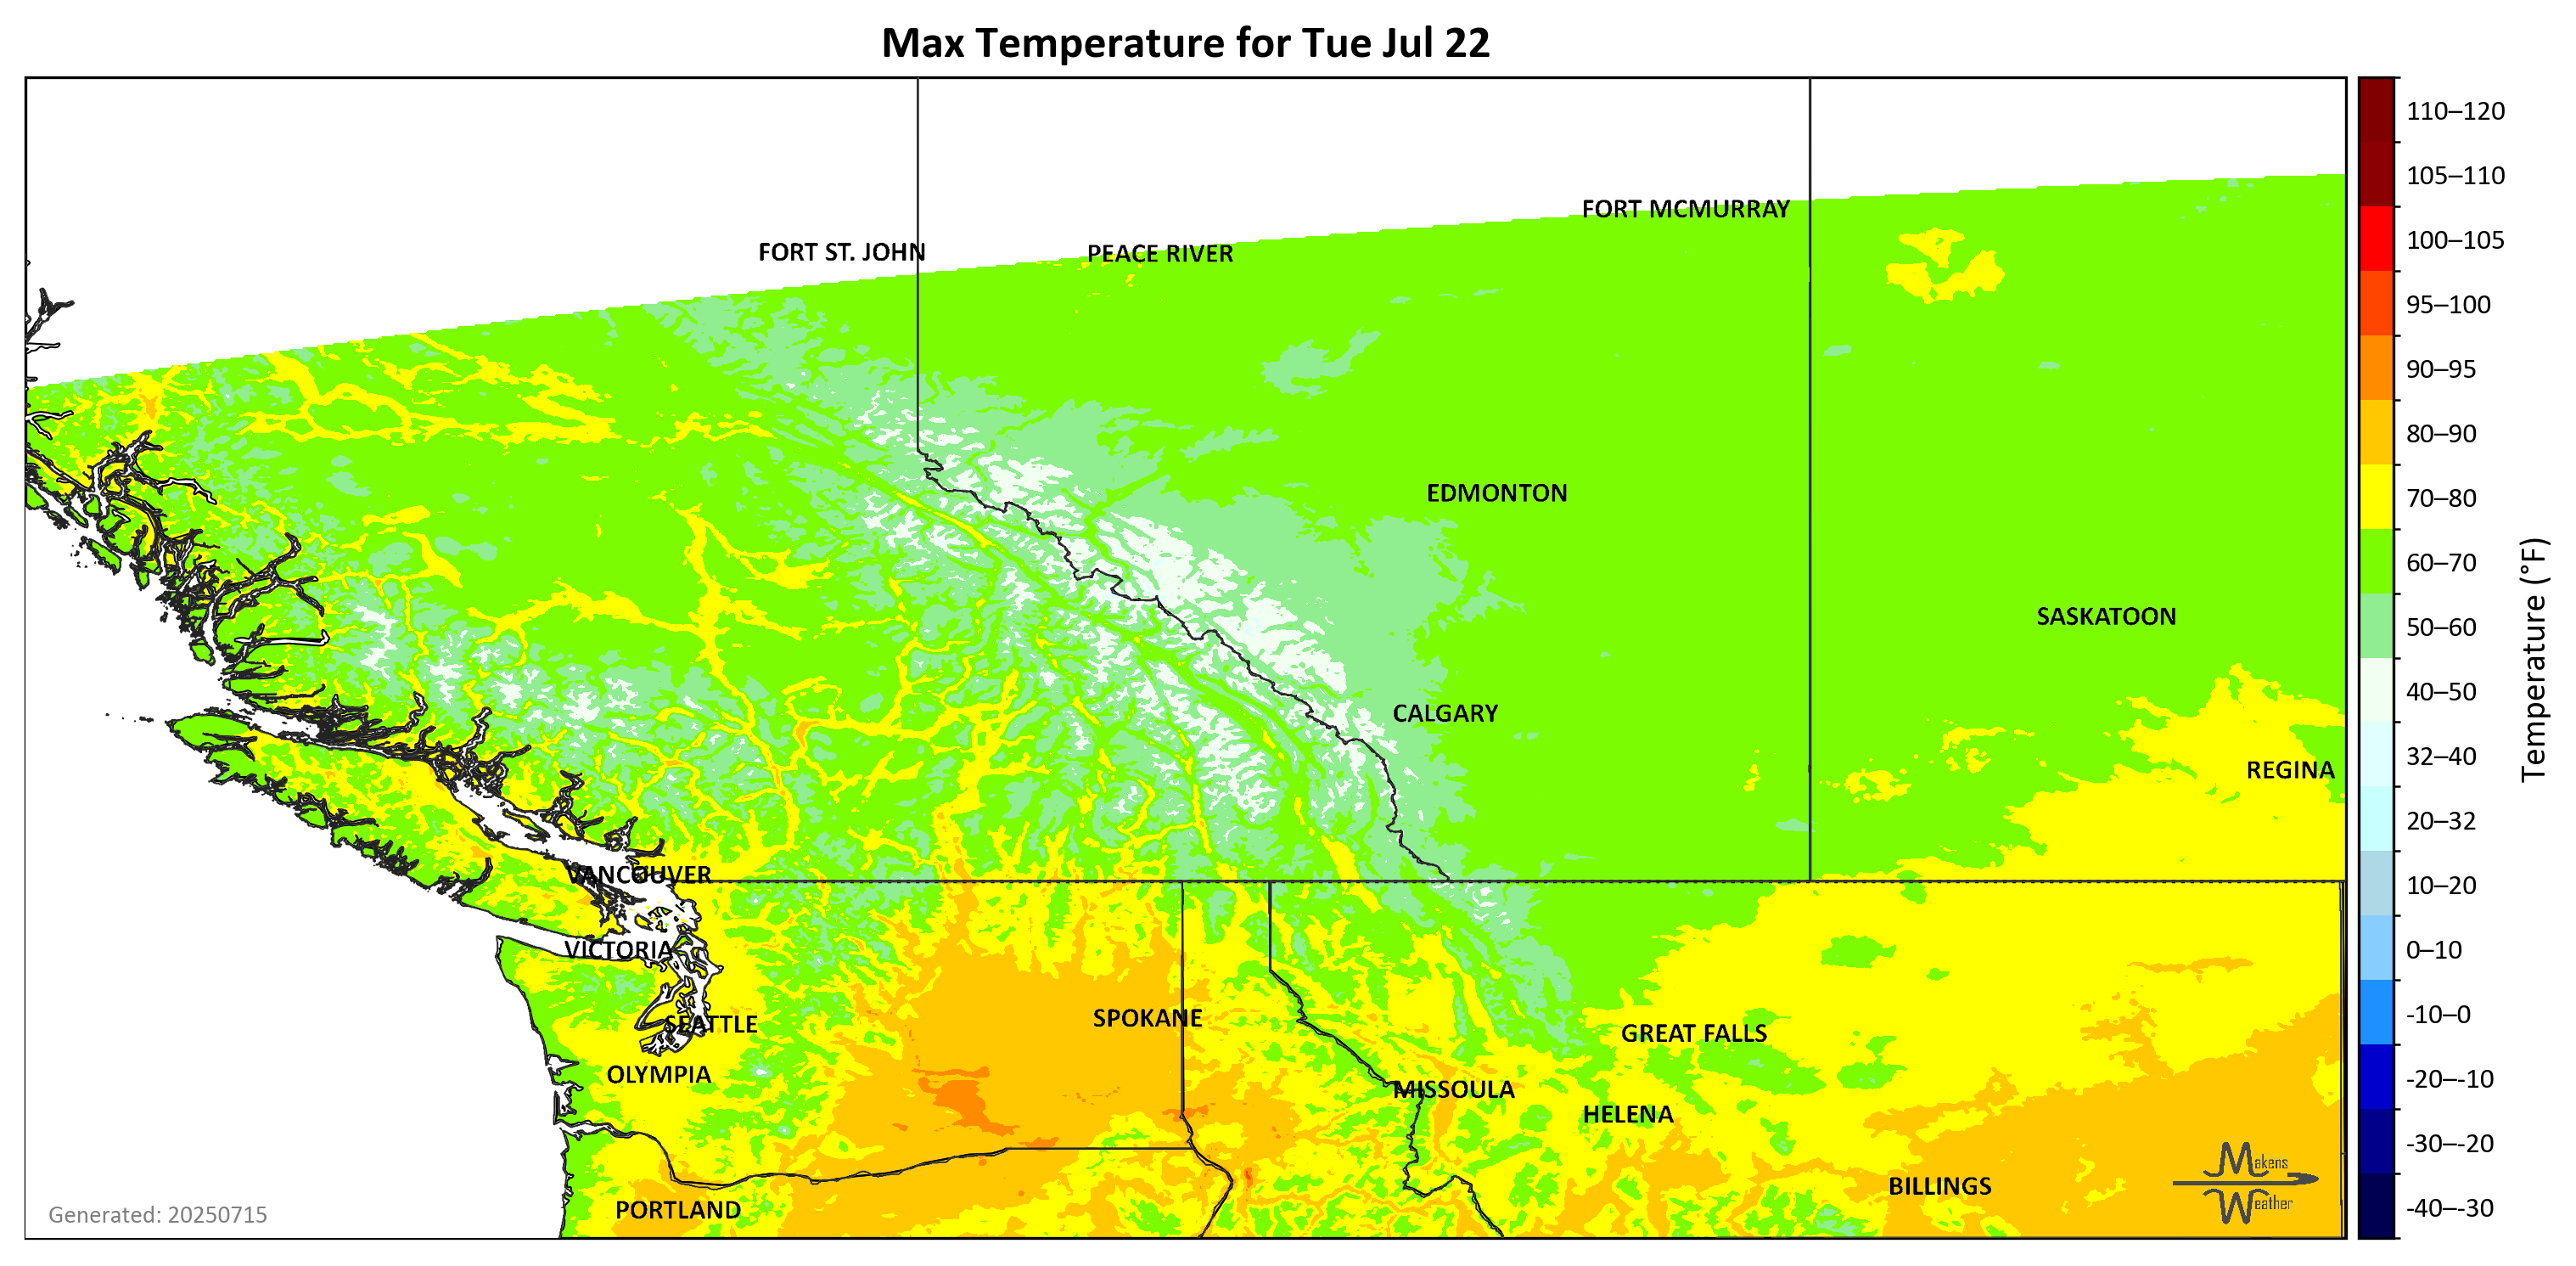 Max Temperature for Tue Jul 22
FORT MCMURRAY
FORT ST. JOHN
PEACE RIVER
EDMONTON
SASKATOON
CALGARY
REGINA
VANCOUVER
VICTORIA
SPOKANE
SEATTLE
GREAT FALLS
OLYMPIA
MISSOULA
HELENA
BILLINGS
PORTLAND
Makens
Weather
Generated: 20250715
110–120
105–110
100–105
95–100
90–95
80–90
70–80
60–70
50–60
40–50
32–40
20–32
10–20
0–10
-10–0
-20–-10
-30–-20
-40–-30
Temperature (°F)